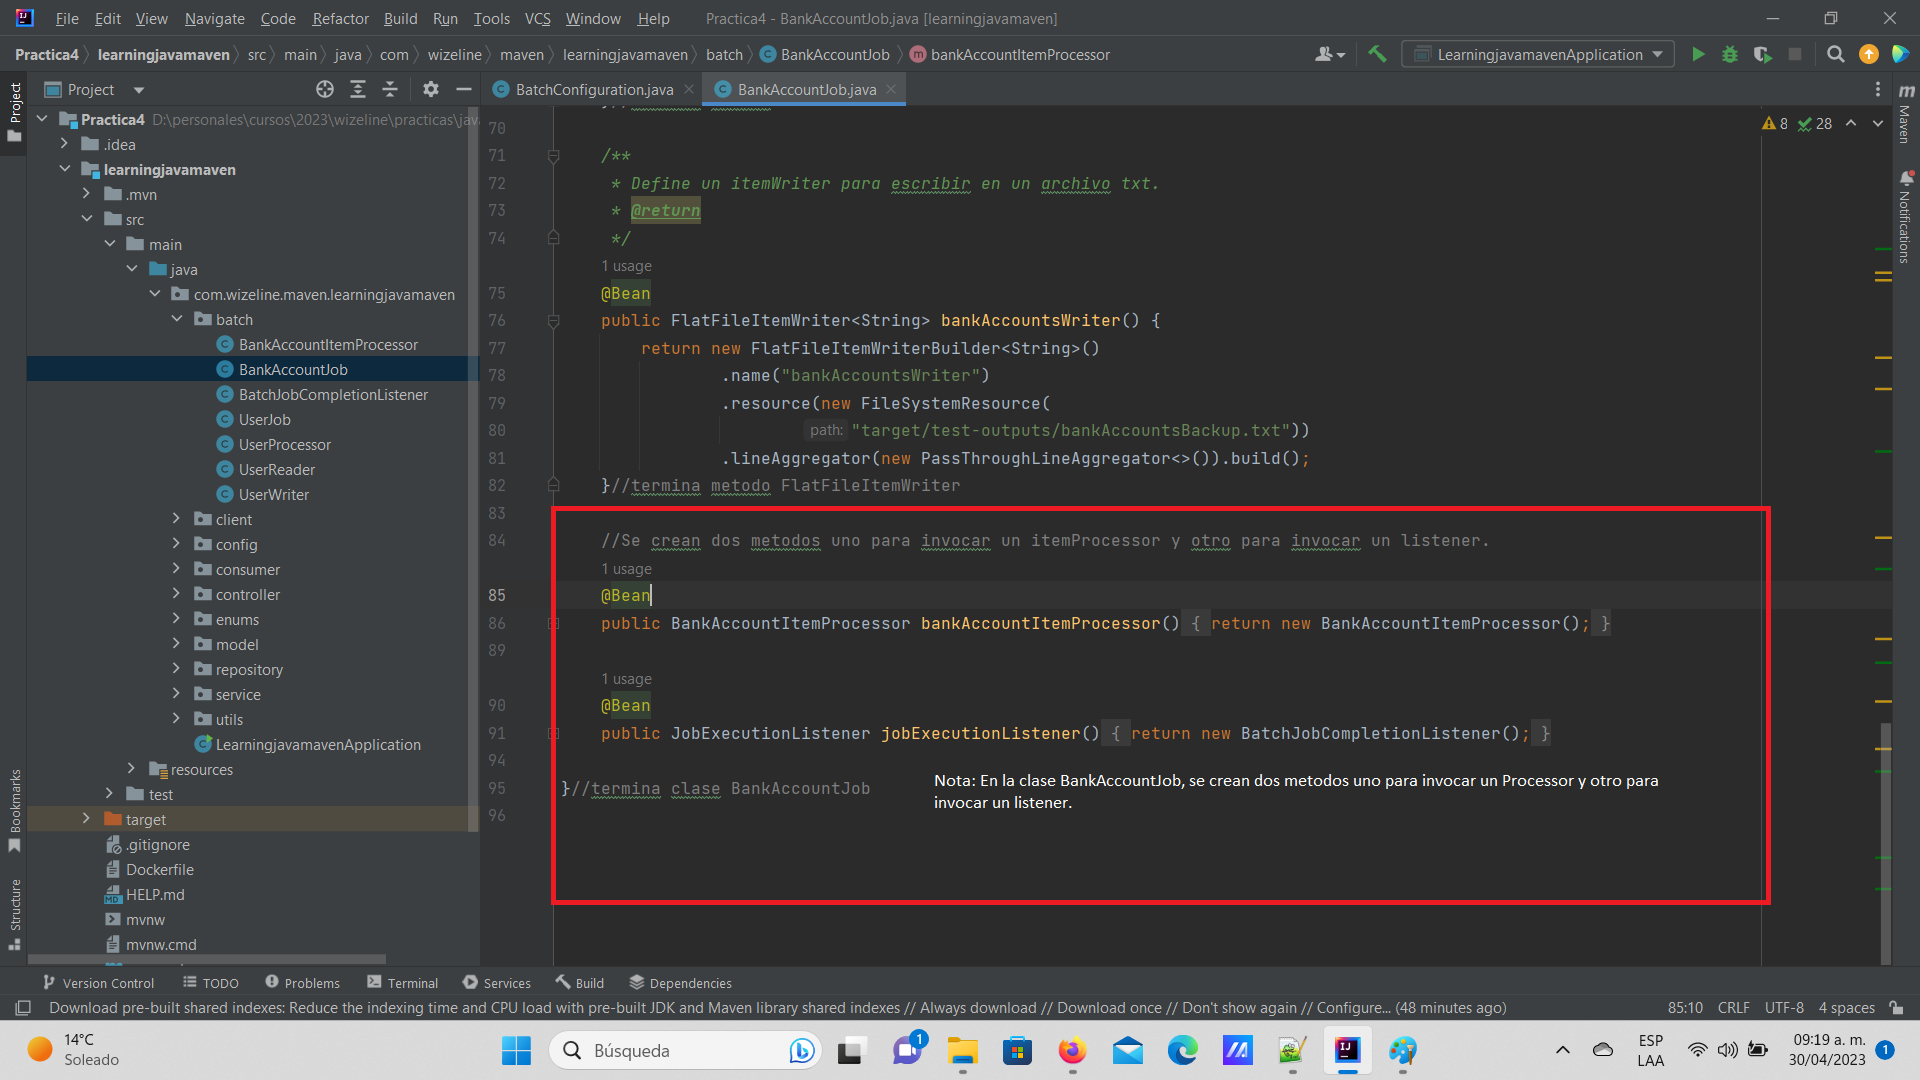 File Edit View Navigate Code Refactor Build Run Tools VCS Window Help Practica4 - BankAccountJob.java [learningjavamaven]
Practica4 learningjavamaven src main java com wizeline maven learningjavamaven batch BankAccountJob bankAccountItemProcessor LearningjavamavenApplication
Project
Project
BatchConfiguration.java
BankAccountJob.java
Maven
Notifications
Bookmarks
Structure
Practica4 D:\personales\cursos\2023\wizeline\practicas\jav
.idea
learningjavamaven
.mvn
src
main
java
com.wizeline.maven.learningjavamaven
batch
BankAccountItemProcessor
BankAccountJob
BatchJobCompletionListener
UserJob
UserProcessor
UserReader
UserWriter
client
config
consumer
controller
enums
model
repository
service
utils
LearningjavamavenApplication
resources
test
target
.gitignore
Dockerfile
HELP.md
mvnw
mvnw.cmd
8 28
70
71 /**
72 * Define un itemWriter para escribir en un archivo txt.
73 * @return
74 */
1 usage
75 @Bean
76 public FlatFileItemWriter<String> bankAccountsWriter() {
77 return new FlatFileItemWriterBuilder<String>()
78 .name("bankAccountsWriter")
79 .resource(new FileSystemResource(
80 path: "target/test-outputs/bankAccountsBackup.txt"))
81 .lineAggregator(new PassThroughLineAggregator<>()).build();
82 }//termina metodo FlatFileItemWriter
83
84 //Se crean dos metodos uno para invocar un itemProcessor y otro para invocar un listener.
1 usage
85 @Bean
86 public BankAccountItemProcessor bankAccountItemProcessor() { return new BankAccountItemProcessor(); }
89
1 usage
90 @Bean
91 public JobExecutionListener jobExecutionListener() { return new BatchJobCompletionListener(); }
94
95 }//termina clase BankAccountJob
96
Nota: En la clase BankAccountJob, se crean dos metodos uno para invocar un Processor y otro para
invocar un listener.
Version Control TODO Problems Terminal Services Build Dependencies
Download pre-built shared indexes: Reduce the indexing time and CPU load with pre-built JDK and Maven library shared indexes // Always download // Download once // Don't show again // Configure... (48 minutes ago) 85:10 CRLF UTF-8 4 spaces
14°C
Soleado
Búsqueda
1
ESP
LAA
09:19 a. m.
30/04/2023
1